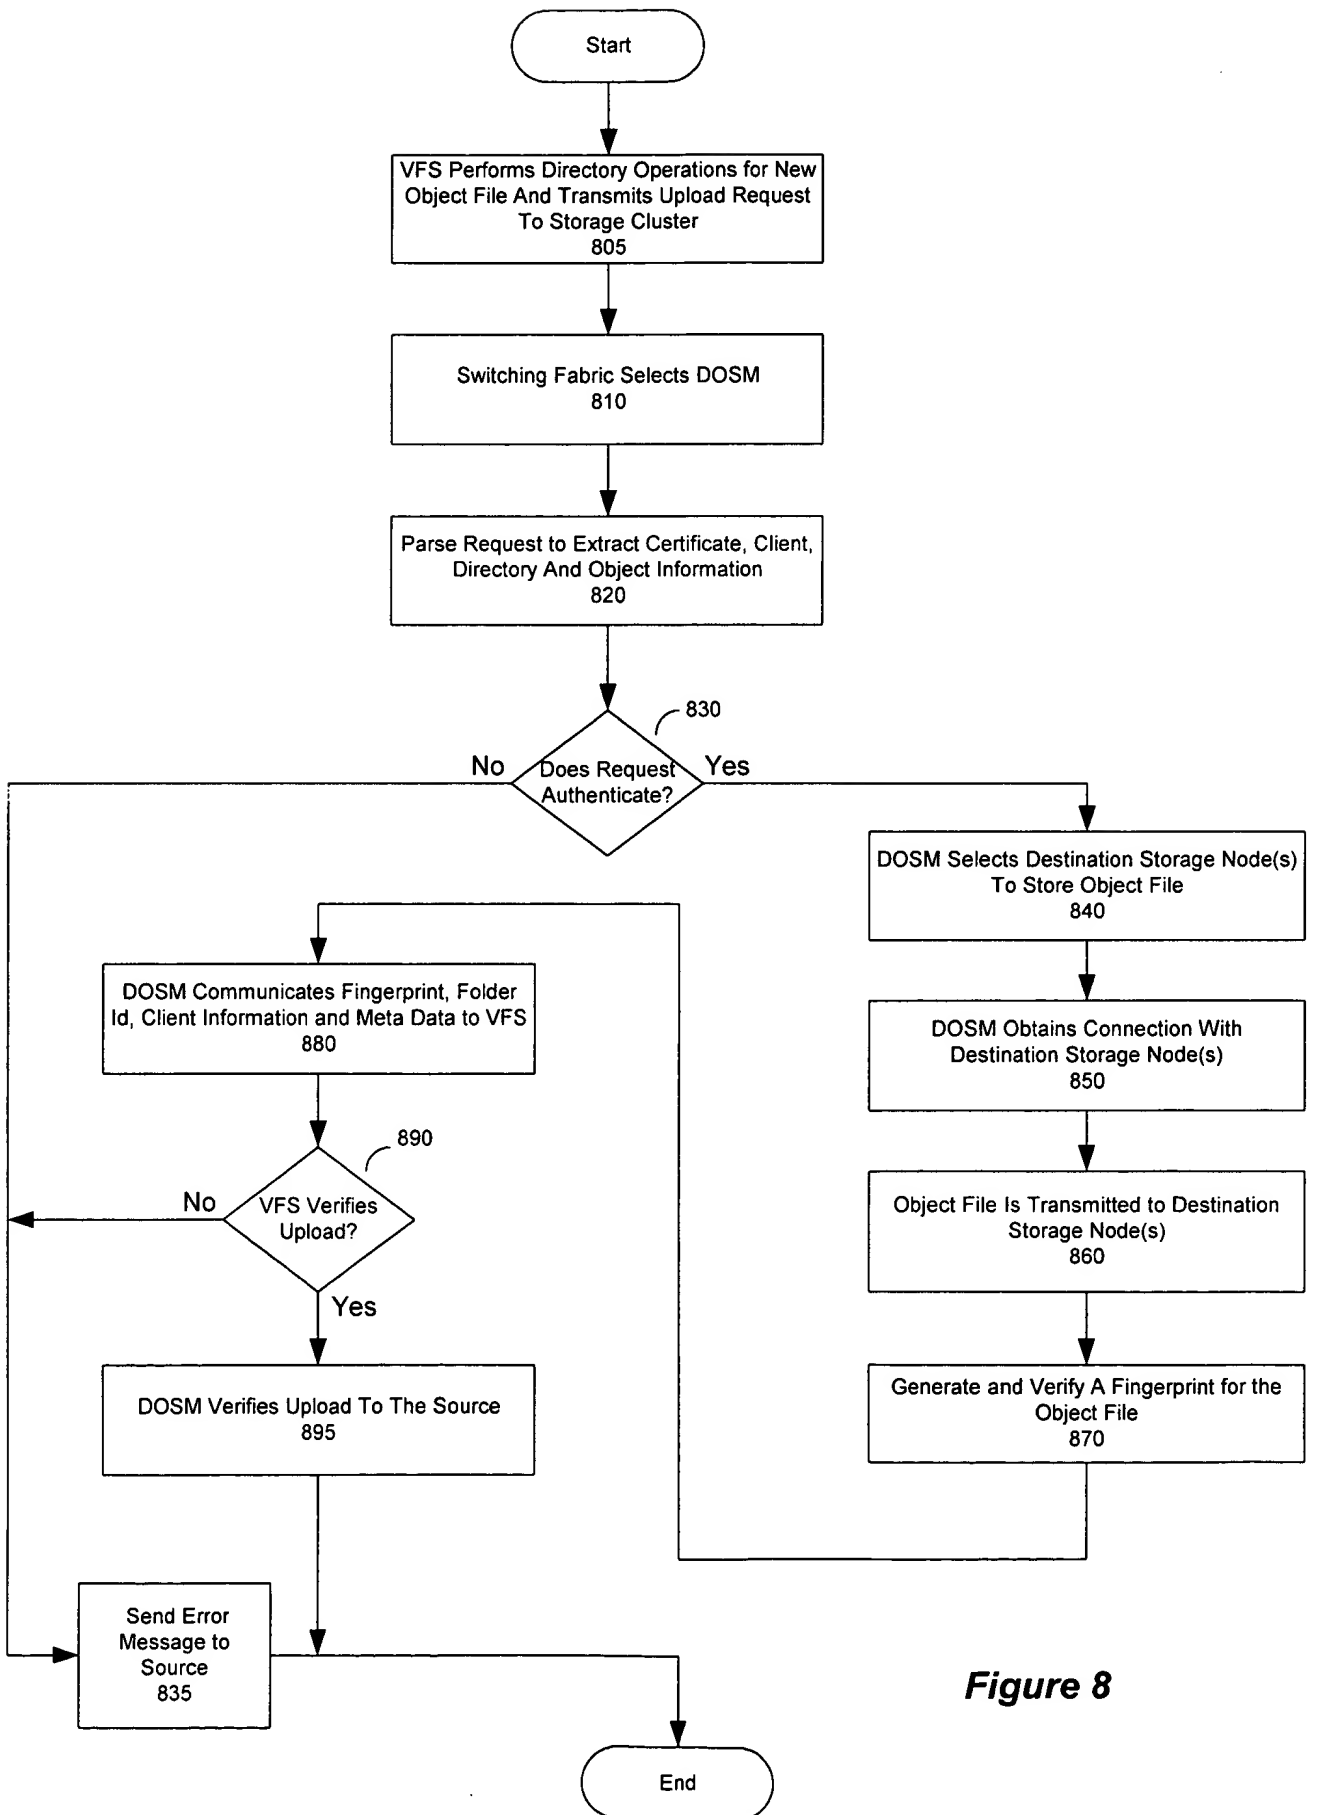 Start
VFS Performs Directory Operations for New
Object File And Transmits Upload Request
To Storage Cluster
805
Switching Fabric Selects DOSM
810
Parse Request to Extract Certificate, Client,
Directory And Object Information
820
830
No
Does Request
Authenticate?
Yes
DOSM Selects Destination Storage Node(s)
To Store Object File
840
DOSM Obtains Connection With
Destination Storage Node(s)
850
Object File Is Transmitted to Destination
Storage Node(s)
860
Generate and Verify A Fingerprint for the
Object File
870
DOSM Communicates Fingerprint, Folder
Id, Client Information and Meta Data to VFS
880
890
No
VFS Verifies
Upload?
Yes
DOSM Verifies Upload To The Source
895
Send Error
Message to
Source
835
End
Figure 8